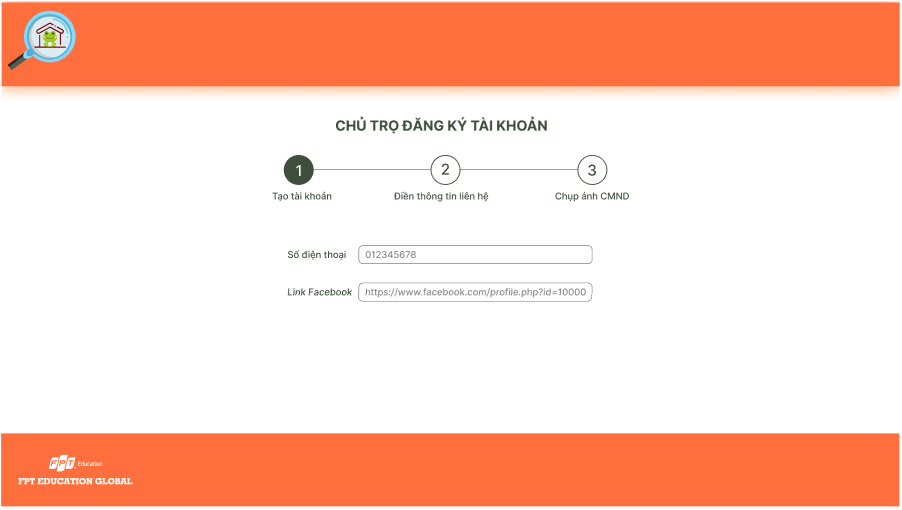 CHỦ TRỌ ĐĂNG KÝ TÀI KHOẢN
1 2 3
Tạo tài khoản Điền thông tin liên hệ Chụp ảnh CMND
Số điện thoại 012345678
Link Facebook https://www.facebook.com/profile.php?id=10000
FPT Education
FPT EDUCATION GLOBAL